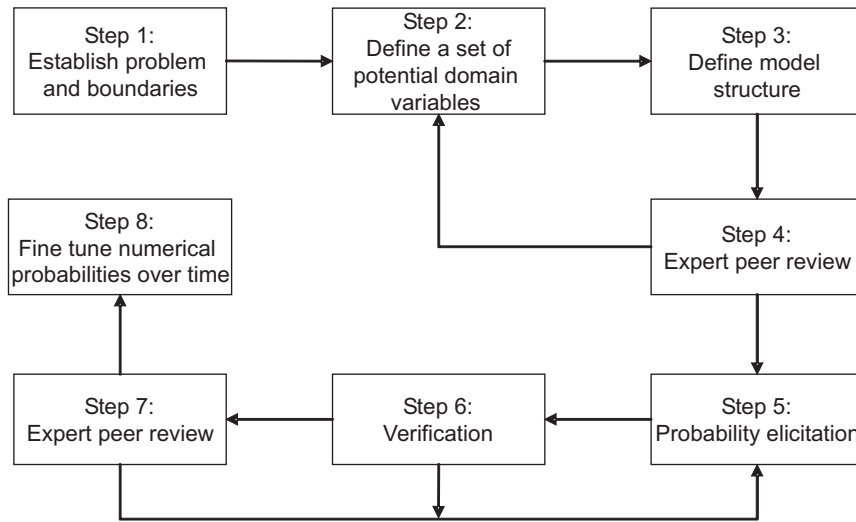 Step 1:
Establish problem
and boundaries
Step 2:
Define a set of
potential domain
variables
Step 3:
Define model
structure
Step 4:
Expert peer review
Step 8:
Fine tune numerical
probabilities over time
Step 7:
Expert peer review
Step 6:
Verification
Step 5:
Probability elicitation